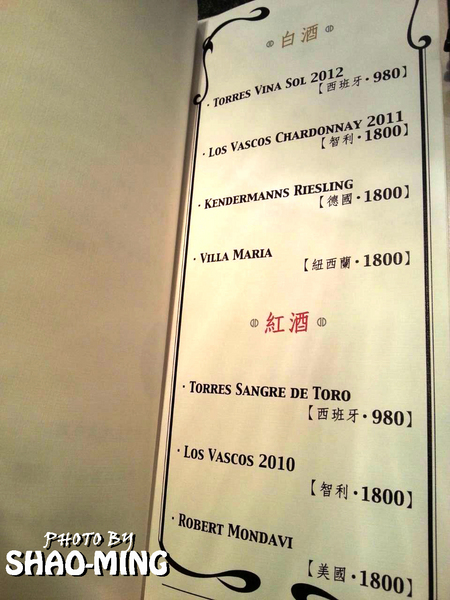 白酒
· TORRES VINA SOL 2012
【西班牙·980】
· LOS VASCOS CHARDONNAY 2011
【智利·1800】
· KENDERMANNS RIESLING
【德國·1800】
· VILLA MARIA
【紐西蘭·1800】
紅酒
· TORRES SANGRE DE TORO
【西班牙·980】
· LOS VASCOS 2010
【智利·1800】
· ROBERT MONDAVI
【美國·1800】
PHOTO BY
SHAO-MING